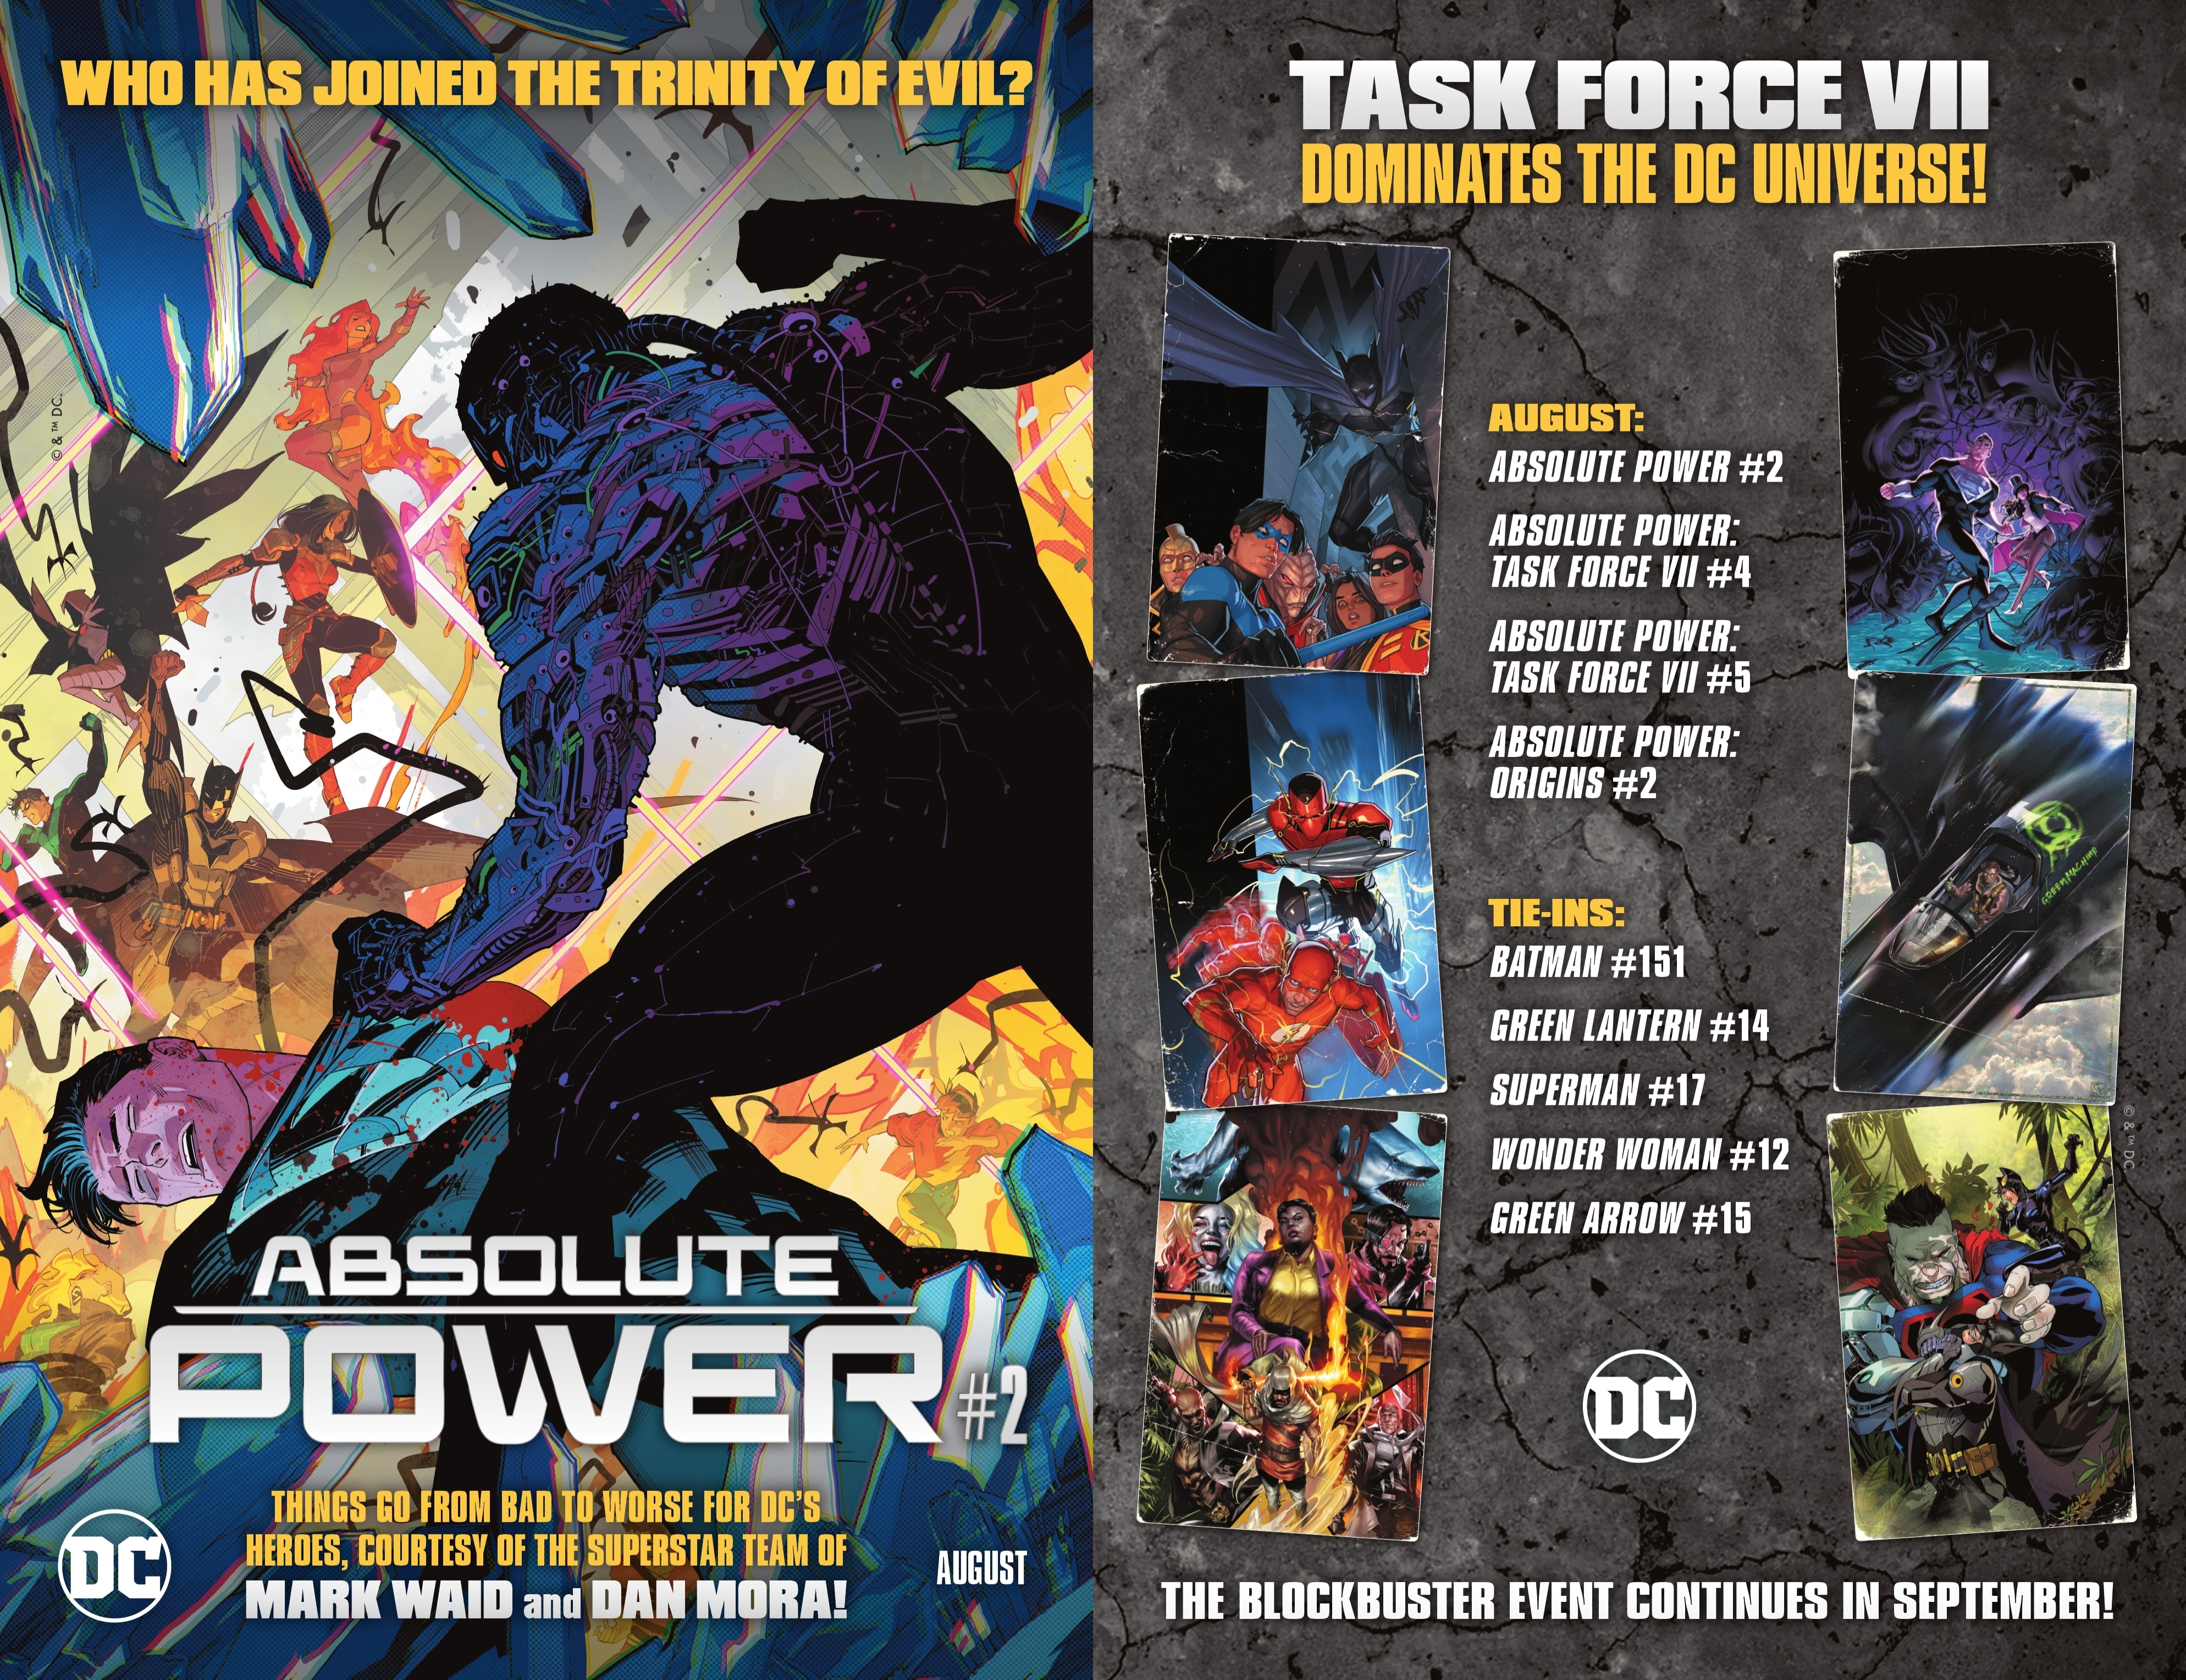 WHO HAS JOINED THE TRINITY OF EVIL?
© & ™ DC.
ABSOLUTE
POWER #2
THINGS GO FROM BAD TO WORSE FOR DC'S
HEROES, COURTESY OF THE SUPERSTAR TEAM OF
MARK WAID and DAN MORA!
DC
AUGUST
TASK FORCE VII
DOMINATES THE DC UNIVERSE!
AUGUST:
ABSOLUTE POWER #2
ABSOLUTE POWER:
TASK FORCE VII #4
ABSOLUTE POWER:
TASK FORCE VII #5
ABSOLUTE POWER:
ORIGINS #2
TIE-INS:
BATMAN #151
GREEN LANTERN #14
SUPERMAN #17
WONDER WOMAN #12
GREEN ARROW #15
GREEN MACHINE
© & ™ DC
DC
THE BLOCKBUSTER EVENT CONTINUES IN SEPTEMBER!